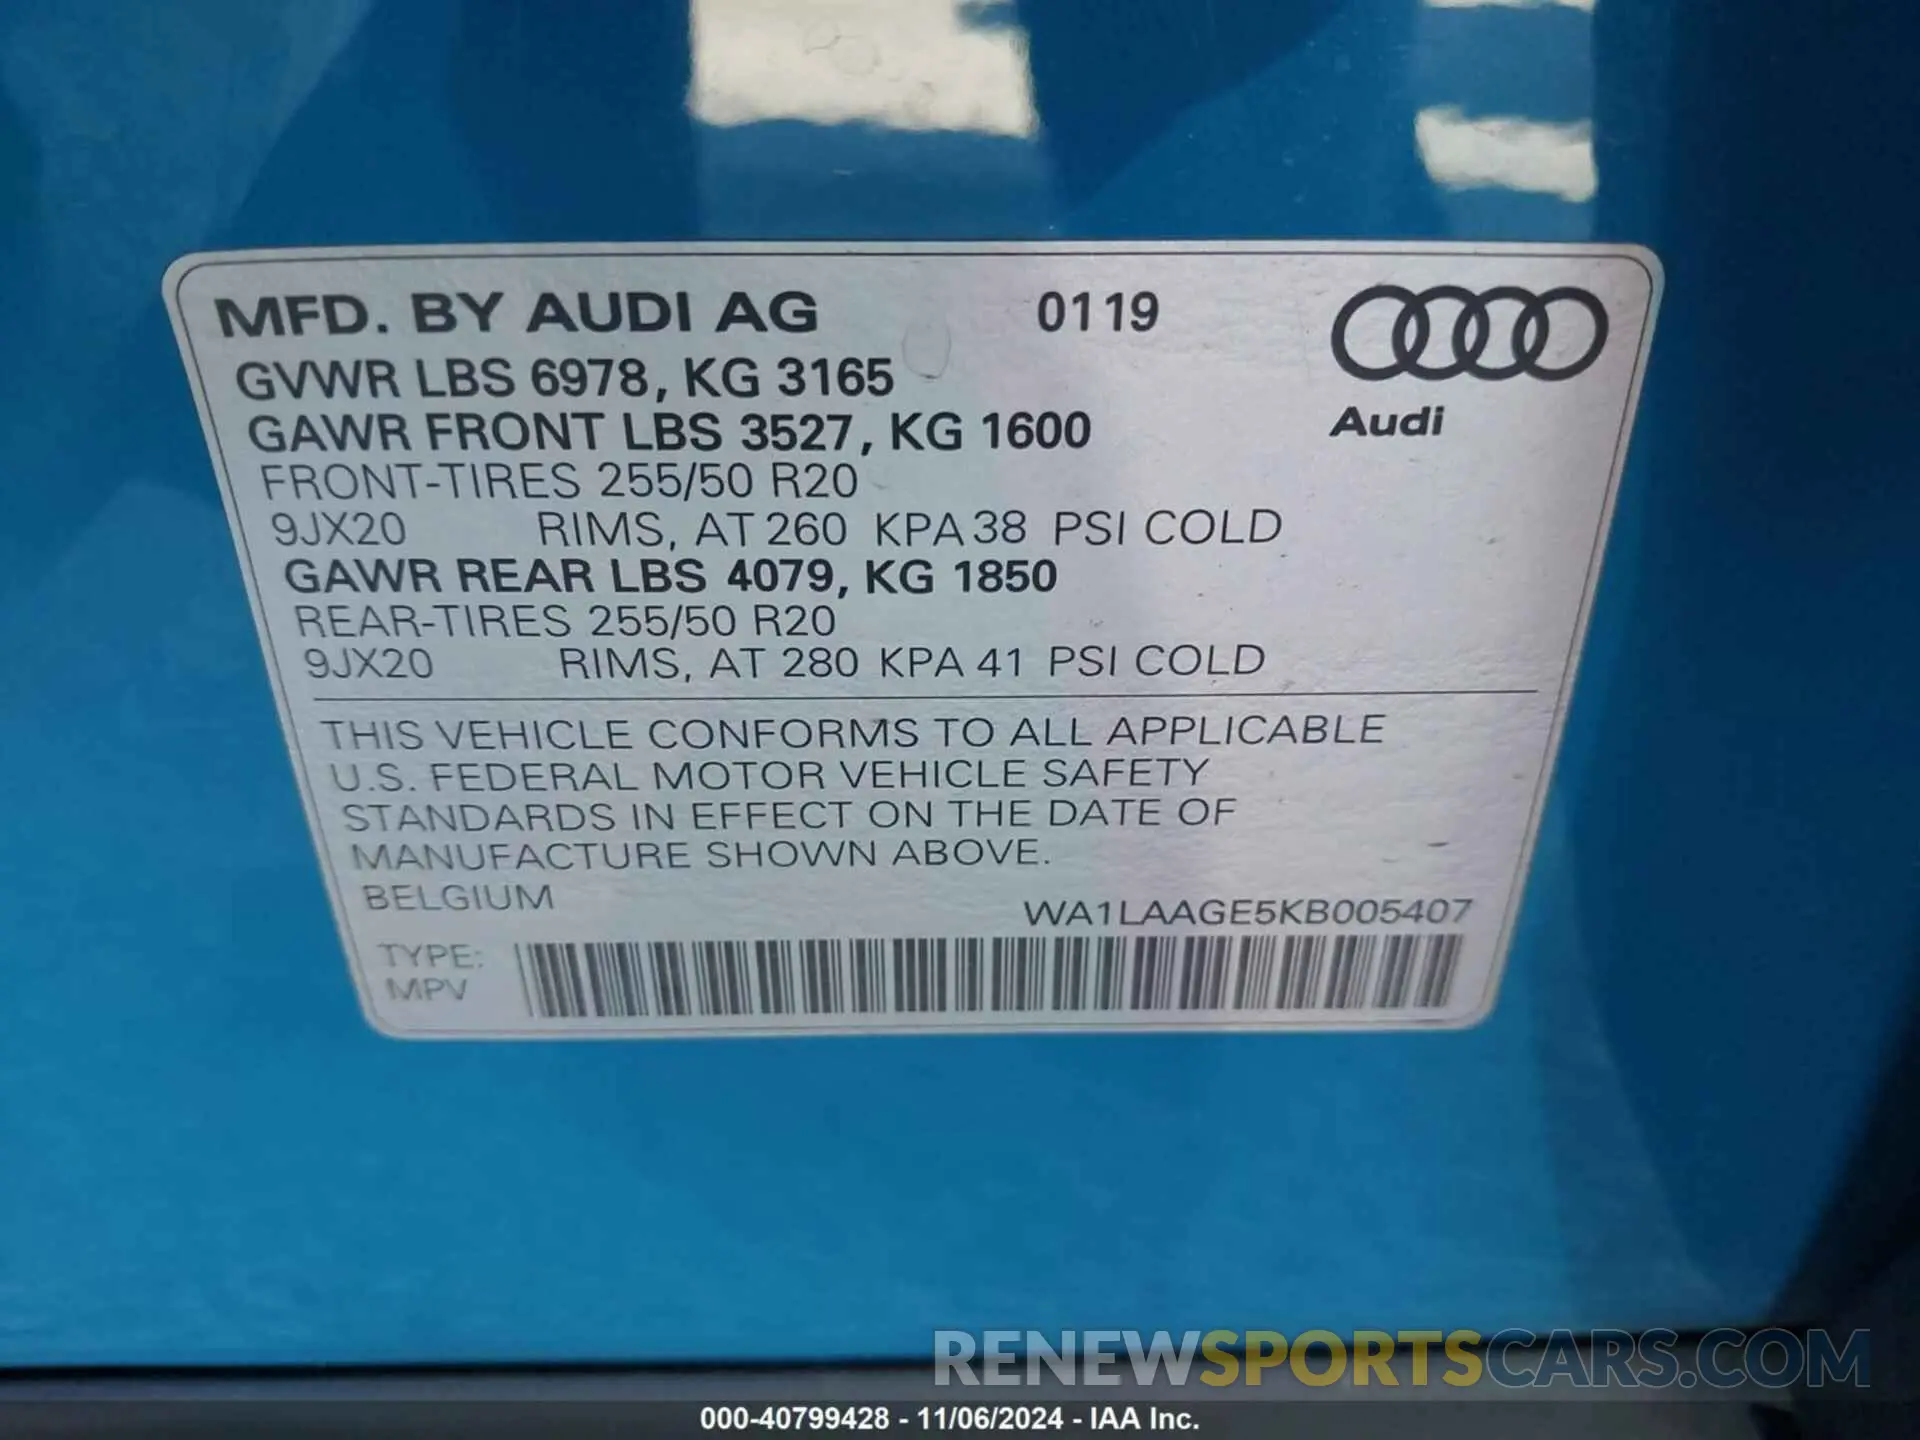 MFD. BY AUDI AG 0119
GVWR LBS 6978, KG 3165
GAWR FRONT LBS 3527, KG 1600
Audi
FRONT-TIRES 255/50 R20
9JX20 RIMS, AT 260 KPA 38 PSI COLD
GAWR REAR LBS 4079, KG 1850
REAR-TIRES 255/50 R20
9JX20 RIMS, AT 280 KPA 41 PSI COLD
THIS VEHICLE CONFORMS TO ALL APPLICABLE
U.S. FEDERAL MOTOR VEHICLE SAFETY
STANDARDS IN EFFECT ON THE DATE OF
MANUFACTURE SHOWN ABOVE.
BELGIUM
WA1LAAGE5KB005407
TYPE:
MPV
RENEWSPORTSCARS.COM
000-40799428 - 11/06/2024 - IAA Inc.